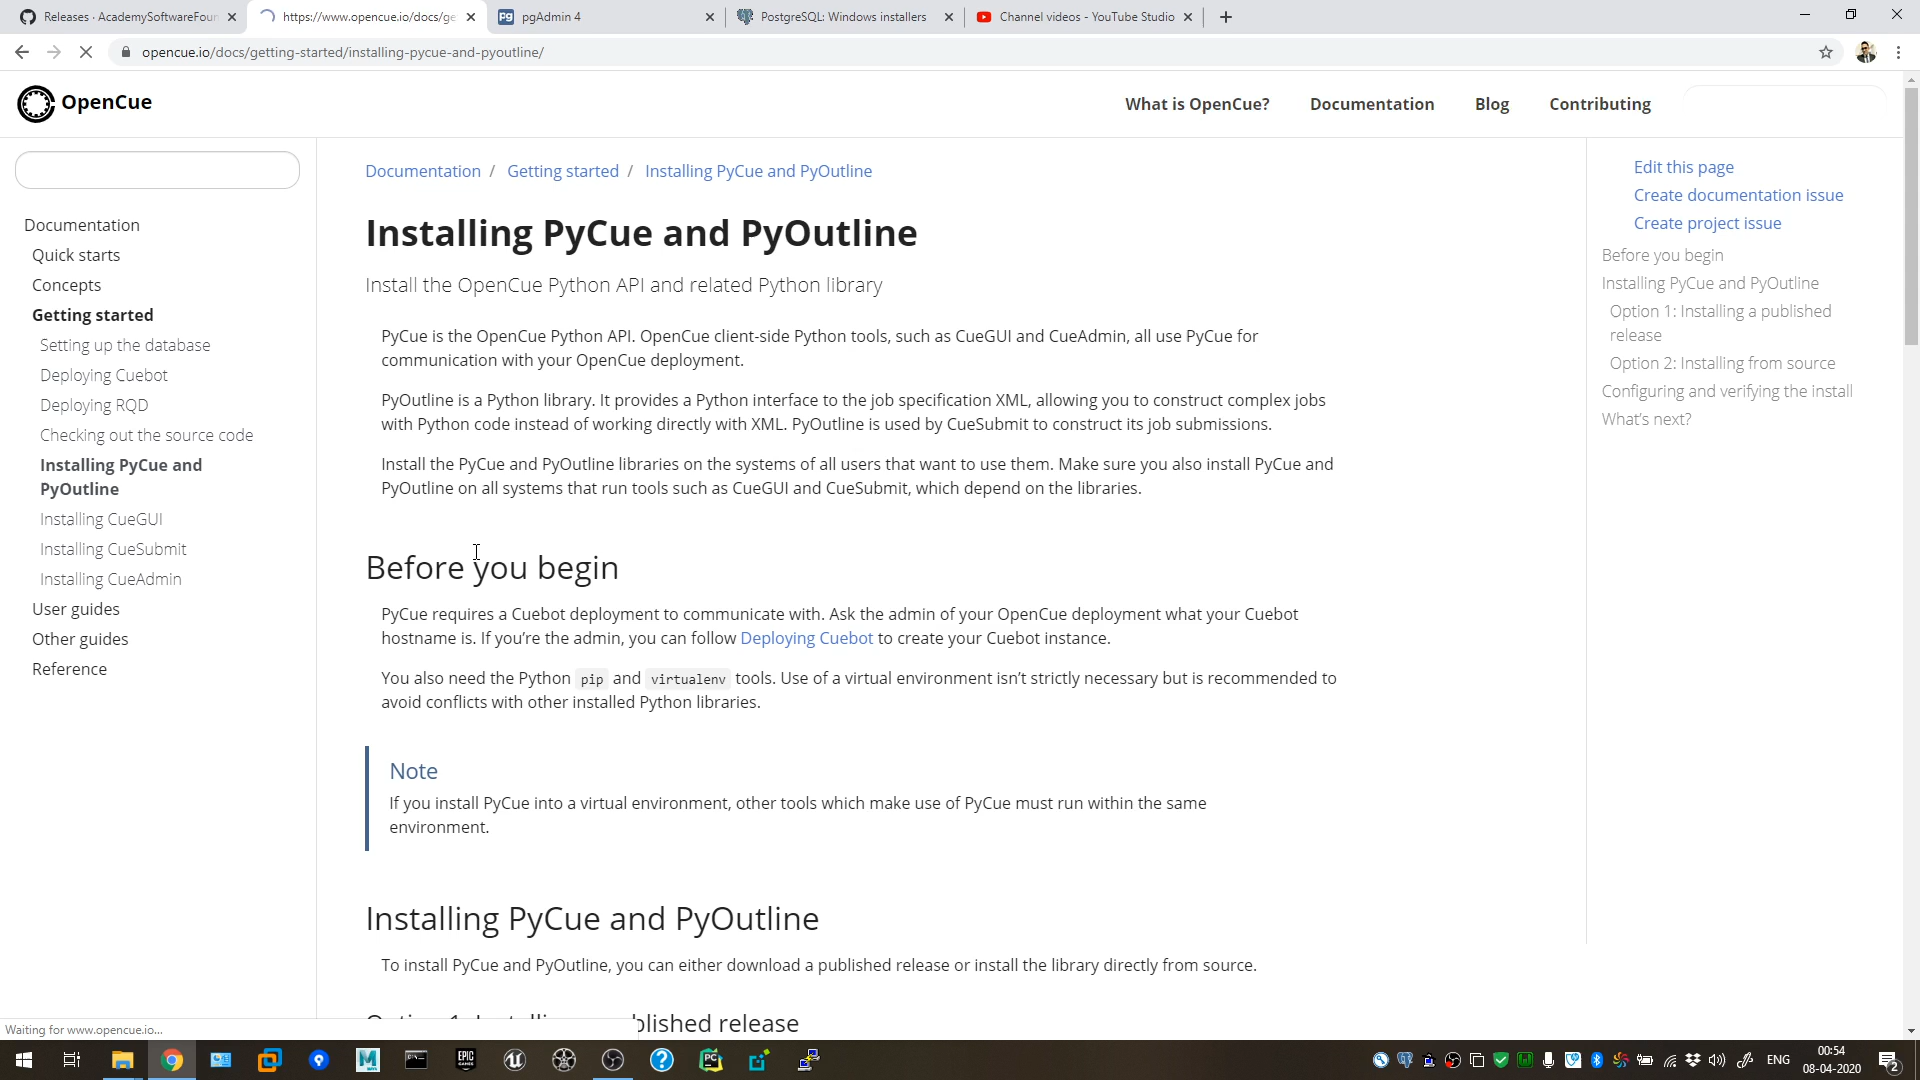 Releases · AcademySoftwareFoun
https://www.opencue.io/docs/ge
pgAdmin 4
PostgreSQL: Windows installers
Channel videos - YouTube Studio
opencue.io/docs/getting-started/installing-pycue-and-pyoutline/
OpenCue
What is OpenCue?
Documentation
Blog
Contributing
Documentation
Quick starts
Concepts
Getting started
Setting up the database
Deploying Cuebot
Deploying RQD
Checking out the source code
Installing PyCue and
PyOutline
Installing CueGUI
Installing CueSubmit
Installing CueAdmin
User guides
Other guides
Reference
Documentation / Getting started / Installing PyCue and PyOutline
Installing PyCue and PyOutline
Install the OpenCue Python API and related Python library
PyCue is the OpenCue Python API. OpenCue client-side Python tools, such as CueGUI and CueAdmin, all use PyCue for
communication with your OpenCue deployment.
PyOutline is a Python library. It provides a Python interface to the job specification XML, allowing you to construct complex jobs
with Python code instead of working directly with XML. PyOutline is used by CueSubmit to construct its job submissions.
Install the PyCue and PyOutline libraries on the systems of all users that want to use them. Make sure you also install PyCue and
PyOutline on all systems that run tools such as CueGUI and CueSubmit, which depend on the libraries.
Before you begin
PyCue requires a Cuebot deployment to communicate with. Ask the admin of your OpenCue deployment what your Cuebot
hostname is. If you're the admin, you can follow Deploying Cuebot to create your Cuebot instance.
You also need the Python pip and virtualenv tools. Use of a virtual environment isn't strictly necessary but is recommended to
avoid conflicts with other installed Python libraries.
Note
If you install PyCue into a virtual environment, other tools which make use of PyCue must run within the same
environment.
Installing PyCue and PyOutline
To install PyCue and PyOutline, you can either download a published release or install the library directly from source.
blished release
Edit this page
Create documentation issue
Create project issue
Before you begin
Installing PyCue and PyOutline
Option 1: Installing a published
release
Option 2: Installing from source
Configuring and verifying the install
What's next?
Waiting for www.opencue.io...
ENG
00:54
08-04-2020
2